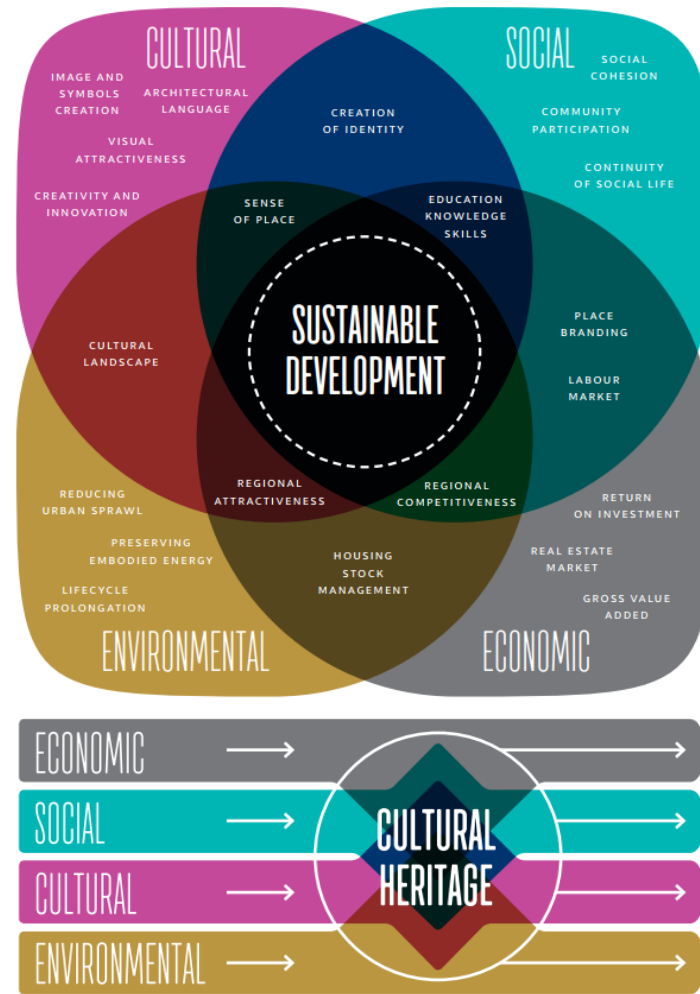 CULTURAL
IMAGE AND
SYMBOLS
CREATION
ARCHITECTURAL
LANGUAGE
VISUAL
ATTRACTIVENESS
CREATIVITY AND
INNOVATION
CREATION
OF IDENTITY
SOCIAL
SOCIAL
COHESION
COMMUNITY
PARTICIPATION
CONTINUITY
OF SOCIAL LIFE
SENSE
OF PLACE
EDUCATION
KNOWLEDGE
SKILLS
CULTURAL
LANDSCAPE
SUSTAINABLE
DEVELOPMENT
PLACE
BRANDING
LABOUR
MARKET
REGIONAL
ATTRACTIVENESS
REGIONAL
COMPETITIVENESS
REDUCING
URBAN SPRAWL
PRESERVING
EMBODIED ENERGY
LIFECYCLE
PROLONGATION
ENVIRONMENTAL
HOUSING
STOCK
MANAGEMENT
RETURN
ON INVESTMENT
REAL ESTATE
MARKET
GROSS VALUE
ADDED
ECONOMIC
ECONOMIC
SOCIAL
CULTURAL
ENVIRONMENTAL
CULTURAL
HERITAGE